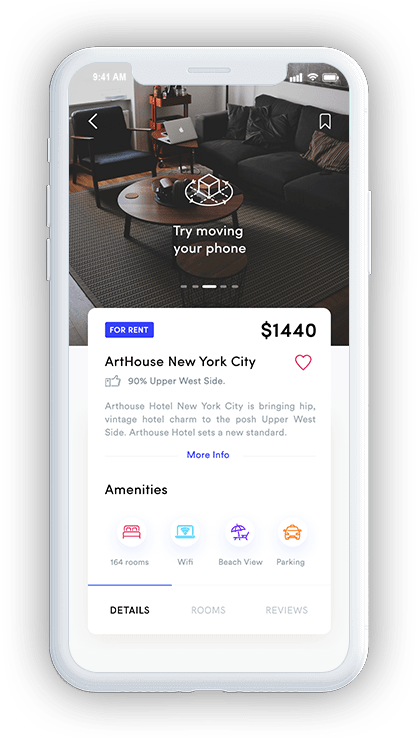 9:41 AM
Try moving
your phone
FOR RENT
$1440
ArtHouse New York City
90% Upper West Side.
Arthouse Hotel New York City is bringing hip,
vintage hotel charm to the posh Upper West
Side. Arthouse Hotel sets a new standard.
More Info
Amenities
164 rooms
Wifi
Beach View
Parking
DETAILS
ROOMS
REVIEWS